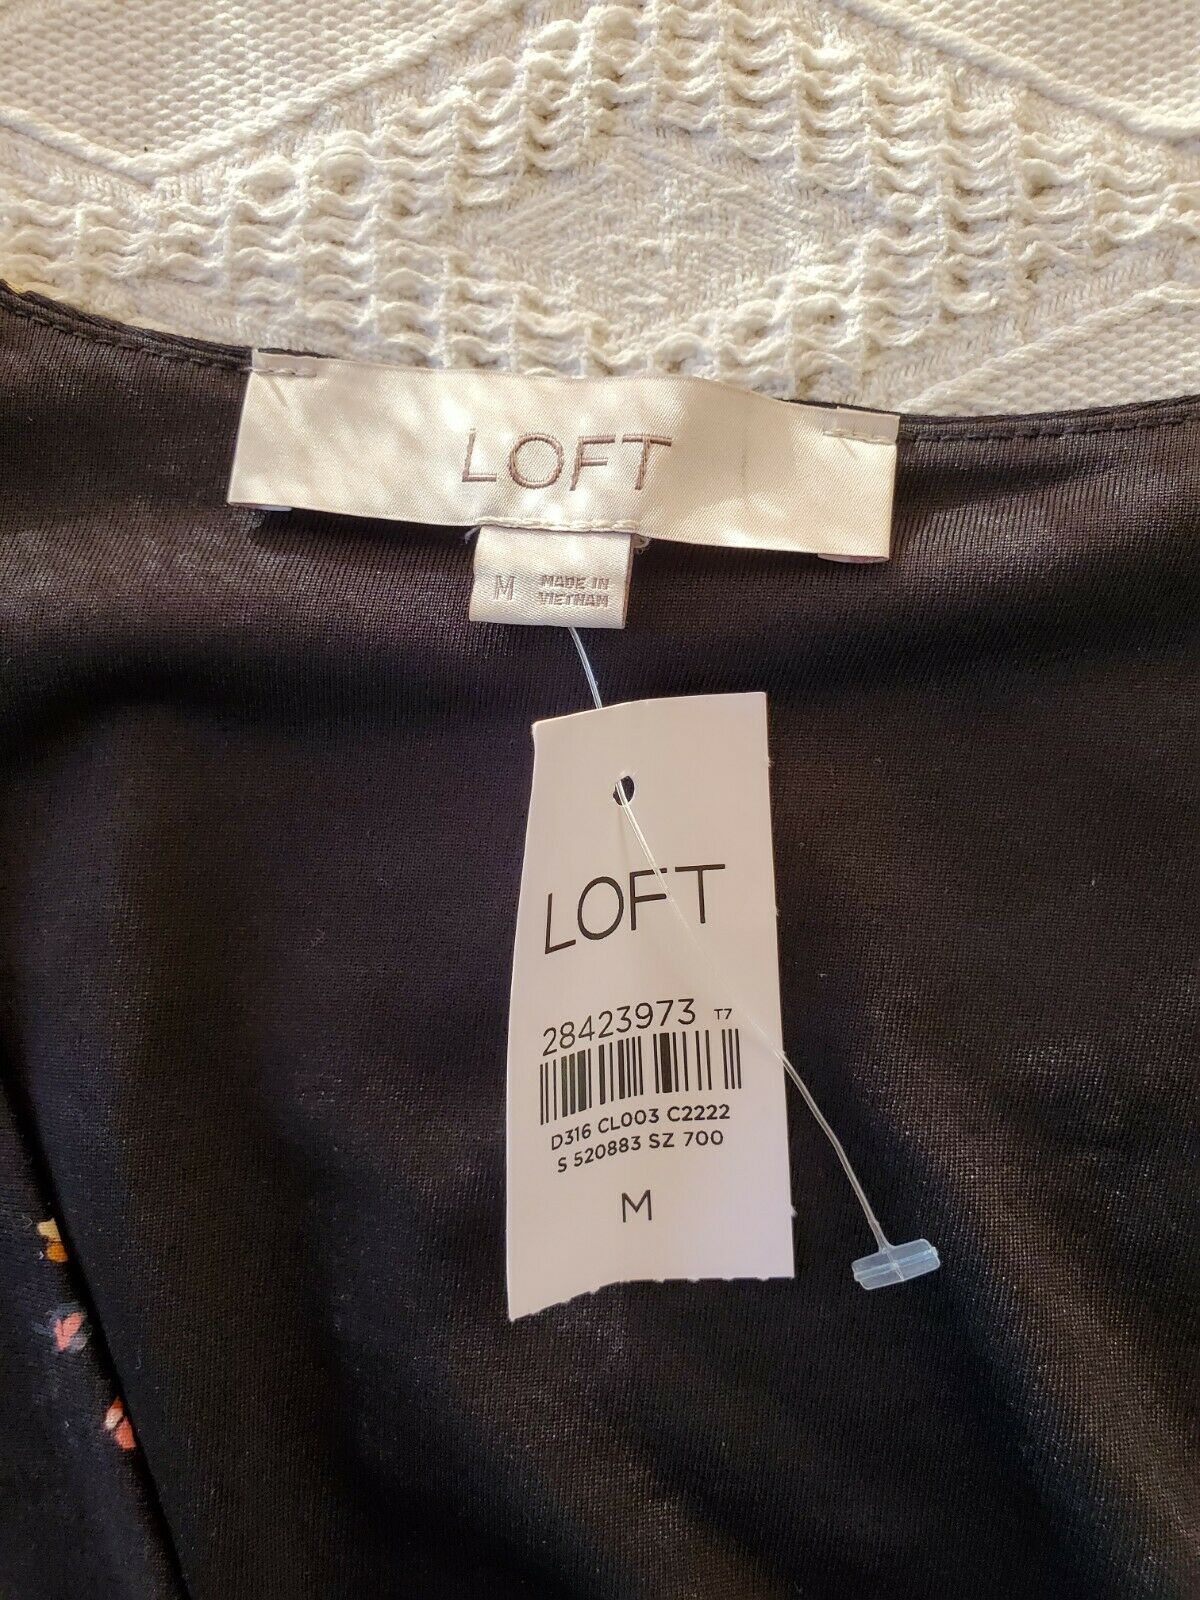 LOFT
M MADE IN
VIETNAM
LOFT
28423973 T7
D316 CL003 C2222
S 520883 SZ 700
M